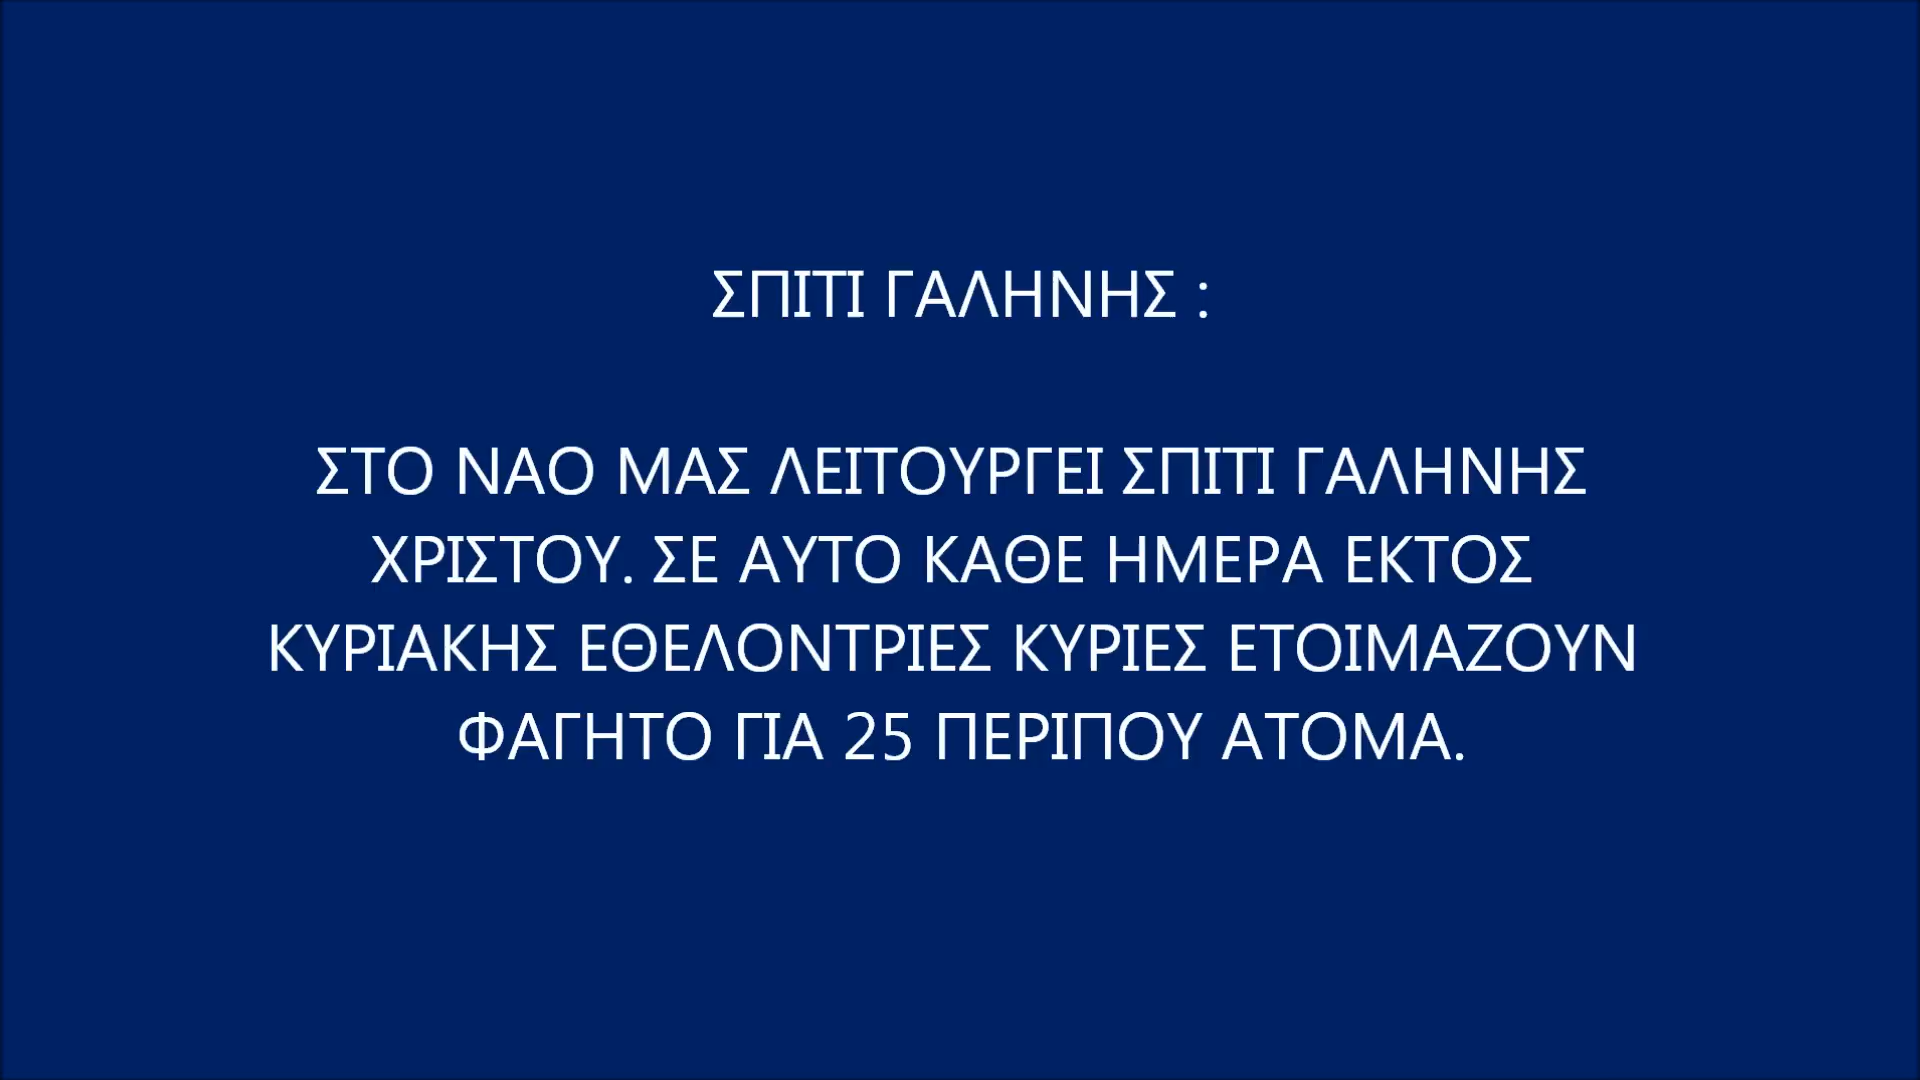 ΣΠΙΤΙ ΓΑΛΗΝΗΣ :
ΣΤΟ ΝΑΟ ΜΑΣ ΛΕΙΤΟΥΡΓΕΙ ΣΠΙΤΙ ΓΑΛΗΝΗΣ
ΧΡΙΣΤΟΥ. ΣΕ ΑΥΤΟ ΚΑΘΕ ΗΜΕΡΑ ΕΚΤΟΣ
ΚΥΡΙΑΚΗΣ ΕΘΕΛΟΝΤΡΙΕΣ ΚΥΡΙΕΣ ΕΤΟΙΜΑΖΟΥΝ
ΦΑΓΗΤΟ ΓΙΑ 25 ΠΕΡΙΠΟΥ ΑΤΟΜΑ.